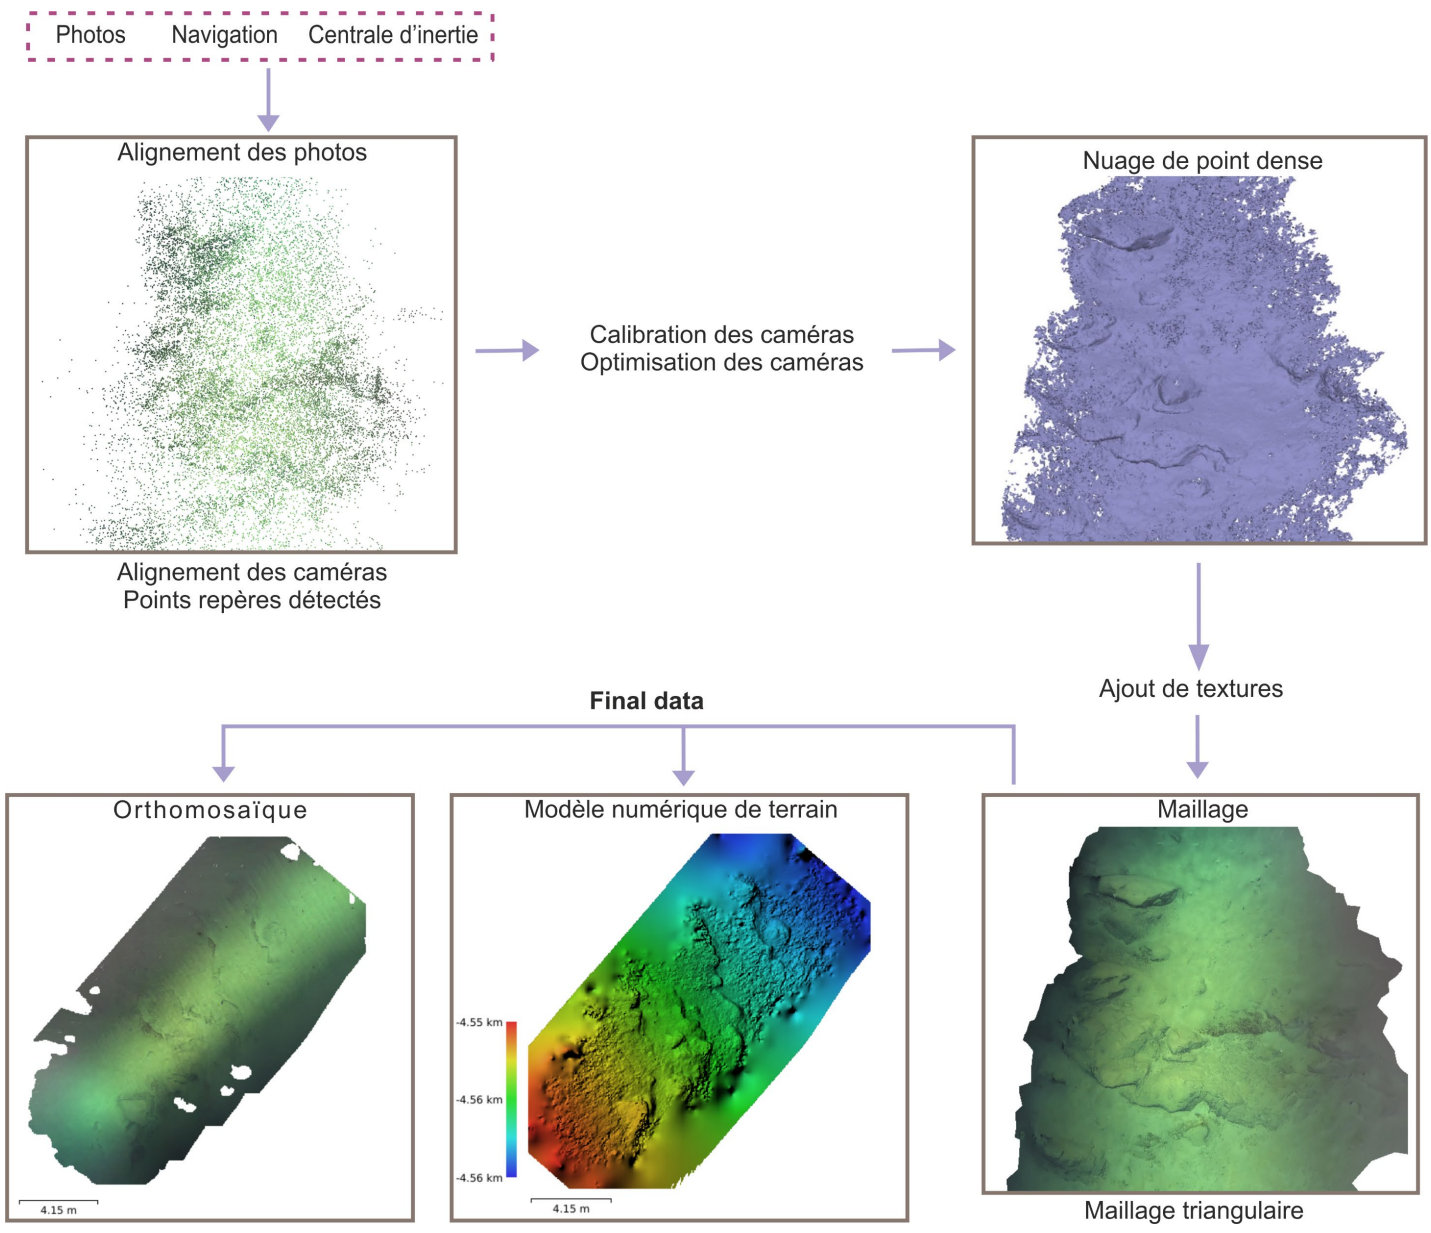 Photos Navigation Centrale d'inertie
Alignement des photos
Alignement des caméras
Points repères détectés
Calibration des caméras
Optimisation des caméras
Nuage de point dense
Ajout de textures
Final data
Orthomosaïque
4.15 m
Modèle numérique de terrain
-4.55 km
-4.56 km
-4.56 km
4.15 m
Maillage
Maillage triangulaire